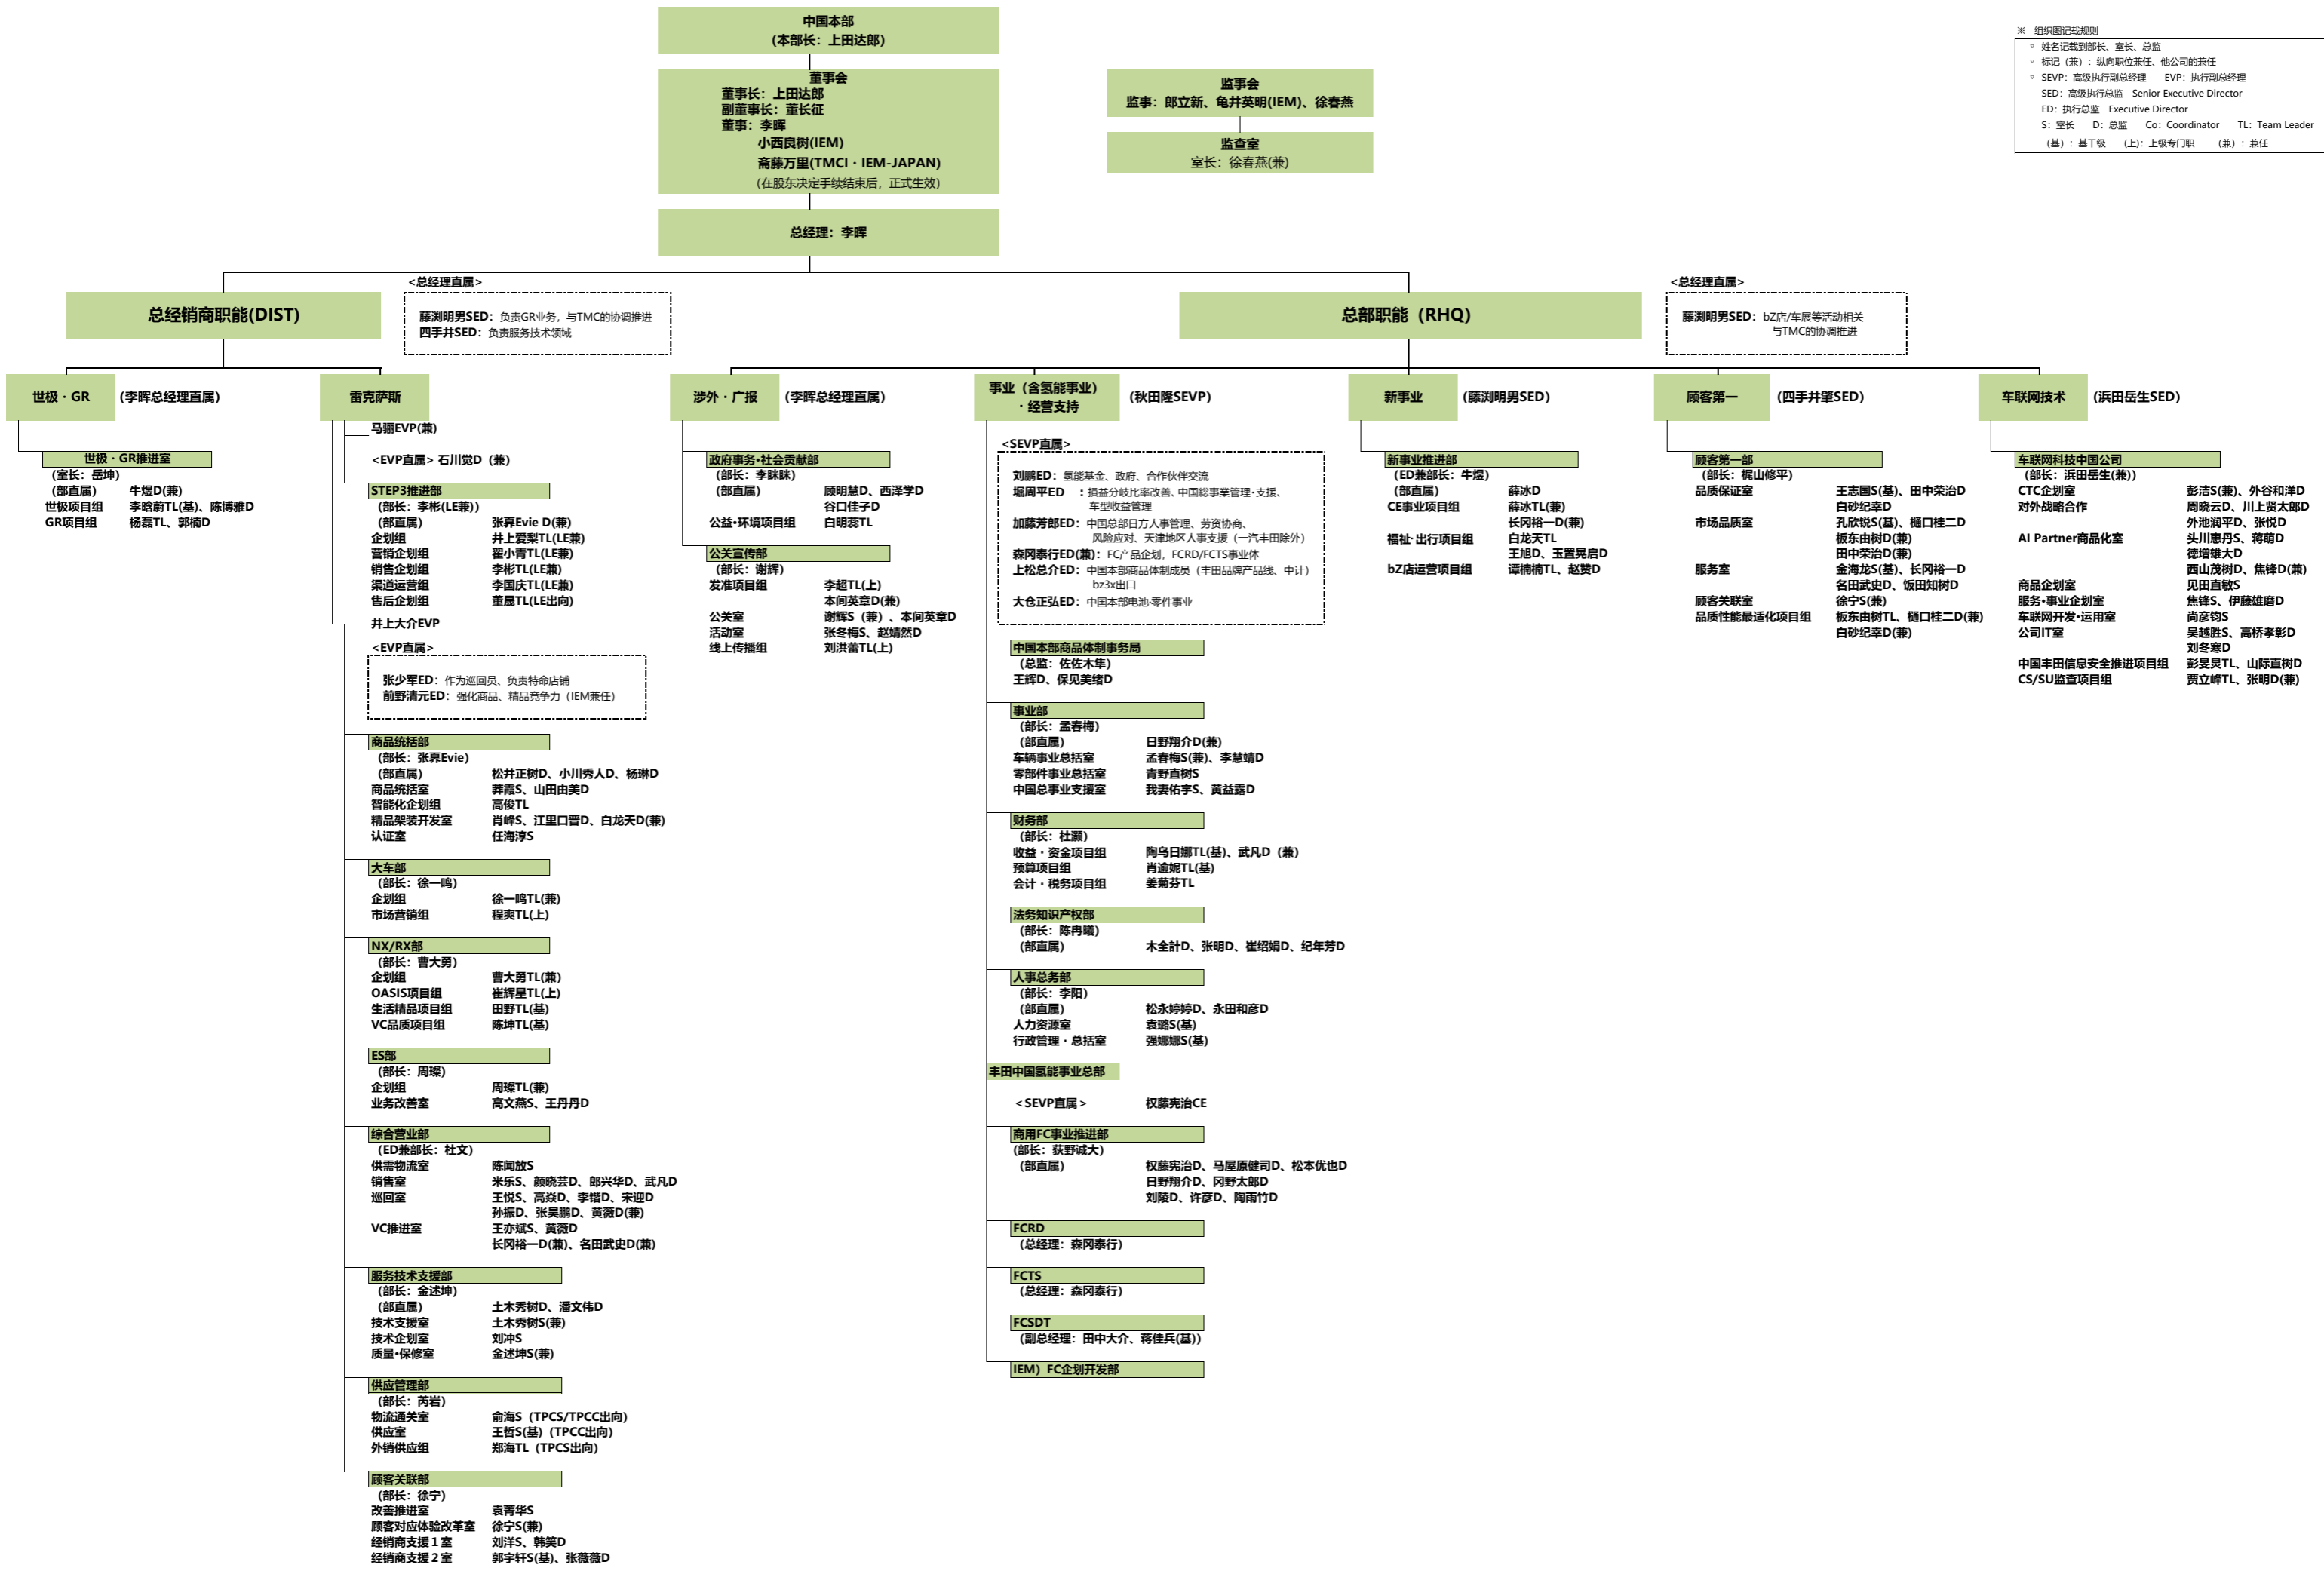 中国本部
(本部长：上田达郎)
董事会
董事长：上田达郎
副董事长：董长征
董事：李晖
小西良树(IEM)
斋藤万里(TMCI・IEM-JAPAN)
(在股东决定手续结束后，正式生效)
总经理：李晖
监事会
监事：郎立新、龟井英明(IEM)、徐春燕
监查室
室长：徐春燕(兼)
※ 组织图记载规则
▿ 姓名记载到部长、室长、总监
▿ 标记（兼）：纵向职位兼任、他公司的兼任
▿ SEVP：高级执行副总经理 EVP：执行副总经理
SED：高级执行总监 Senior Executive Director
ED：执行总监 Executive Director
S：室长 D：总监 Co：Coordinator TL：Team Leader
(基）：基干级 (上)：上级专门职 (兼）：兼任
总经销商职能(DIST)
<总经理直属>
藤渕明男SED：负责GR业务，与TMC的协调推进
四手井SED：负责服务技术领域
总部职能（RHQ）
<总经理直属>
藤渕明男SED：bZ店/车展等活动相关
与TMC的协调推进
世极・GR (李晖总经理直属)
世极・GR推进室
(室长：岳坤)
(部直属) 牛煜D(兼)
世极项目组 李晗蔚TL(基)、陈博雅D
GR项目组 杨磊TL、郭楠D
雷克萨斯
马骊EVP(兼)
<EVP直属> 石川觉D（兼）
STEP3推进部
(部长：李彬(LE兼))
(部直属) 张羿Evie D(兼)
企划组 井上爱梨TL(LE兼)
营销企划组 翟小青TL(LE兼)
销售企划组 李彬TL(LE兼)
渠道运营组 李国庆TL(LE兼)
售后企划组 董晟TL(LE出向)
井上大介EVP
<EVP直属>
张少军ED：作为巡回员、负责特命店铺
前野清元ED：强化商品、精品竞争力（IEM兼任）
商品统括部
(部长：张羿Evie)
(部直属) 松井正树D、小川秀人D、杨琳D
商品统括室 莽霞S、山田由美D
智能化企划组 高俊TL
精品架装开发室 肖峰S、江里口晋D、白龙天D(兼)
认证室 任海淳S
大车部
(部长：徐一鸣)
企划组 徐一鸣TL(兼)
市场营销组 程爽TL(上)
NX/RX部
(部长：曹大勇)
企划组 曹大勇TL(兼)
OASIS项目组 崔辉星TL(上)
生活精品项目组 田野TL(基)
VC品质项目组 陈坤TL(基)
ES部
(部长：周璨)
企划组 周璨TL(兼)
业务改善室 高文燕S、王丹丹D
综合营业部
(ED兼部长：杜文)
供需物流室 陈闻放S
销售室 米乐S、颜晓芸D、郎兴华D、武凡D
巡回室 王悦S、高焱D、李锴D、宋迎D
孙振D、张昊鹏D、黄薇D(兼)
VC推进室 王亦斌S、黄薇D
长冈裕一D(兼)、名田武史D(兼)
服务技术支援部
(部长：金述坤)
(部直属) 土木秀树D、潘文伟D
技术支援室 土木秀树S(兼)
技术企划室 刘冲S
质量•保修室 金述坤S(兼)
供应管理部
(部长：芮岩)
物流通关室 俞海S（TPCS/TPCC出向)
供应室 王哲S(基)（TPCC出向)
外销供应组 郑海TL（TPCS出向)
顾客关联部
(部长：徐宁)
改善推进室 袁菁华S
顾客对应体验改革室 徐宁S(兼)
经销商支援１室 刘洋S、韩笑D
经销商支援２室 郭宇轩S(基)、张薇薇D
涉外・广报 (李晖总经理直属)
政府事务•社会贡献部
(部长：李眯眯)
(部直属) 顾明慧D、西泽学D
谷口佳子D
公益•环境项目组 白明蕊TL
公关宣传部
(部长：谢辉)
发准项目组 李超TL(上)
本间英章D(兼)
公关室 谢辉S（兼）、本间英章D
活动室 张冬梅S、赵婧然D
线上传播组 刘洪蕾TL(上)
事业（含氢能事业）
・经营支持 (秋田隆SEVP)
<SEVP直属>
刘鹏ED：氢能基金、政府、合作伙伴交流
堀周平ED ：損益分岐比率改善、中国総事業管理・支援、
车型收益管理
加藤芳郎ED：中国总部日方人事管理、劳资协商、
风险应对、天津地区人事支援（一汽丰田除外）
森冈泰行ED(兼)：FC产品企划，FCRD/FCTS事业体
上松总介ED：中国本部商品体制成员（丰田品牌产品线、中计）
bz3x出口
大仓正弘ED：中国本部电池·零件事业
中国本部商品体制事务局
(总监：佐佐木隼)
王辉D、保见美绪D
事业部
(部长：孟春梅)
(部直属) 日野翔介D(兼)
车辆事业总括室 孟春梅S(兼)、李慧靖D
零部件事业总括室 青野直树S
中国总事业支援室 我妻佑宇S、黄益露D
财务部
(部长：杜灏)
收益・资金项目组 陶乌日娜TL(基)、武凡D（兼）
预算项目组 肖逾妮TL(基)
会计・税务项目组 姜菊芬TL
法务知识产权部
(部长：陈冉曦)
(部直属) 木全計D、张明D、崔绍娟D、纪年芳D
人事总务部
(部长：李阳)
(部直属) 松永婷婷D、永田和彦D
人力资源室 袁璐S(基)
行政管理・总括室 强娜娜S(基)
丰田中国氢能事业总部
＜SEVP直属＞ 权藤宪治CE
商用FC事业推进部
(部长：荻野诚大)
(部直属) 权藤宪治D、马屋原健司D、松本优也D
日野翔介D、冈野太郎D
刘陵D、许彦D、陶雨竹D
FCRD
(总经理：森冈泰行)
FCTS
(总经理：森冈泰行)
FCSDT
(副总经理：田中大介、蒋佳兵(基))
IEM）FC企划开发部
新事业 (藤渕明男SED)
新事业推进部
(ED兼部长：牛煜)
(部直属) 薛冰D
CE事业项目组 薛冰TL(兼)
长冈裕一D(兼)
福祉·出行项目组 白龙天TL
王旭D、玉置晃启D
bZ店运营项目组 谭楠楠TL、赵赞D
顾客第一 (四手井肇SED)
顾客第一部
(部长：梶山修平)
品质保证室 王志国S(基)、田中荣治D
白砂纪幸D
市场品质室 孔欣锐S(基)、樋口桂二D
板东由树D(兼)
田中荣治D(兼)
服务室 金海龙S(基)、长冈裕一D
名田武史D、饭田知树D
顾客关联室 徐宁S(兼)
品质性能最适化项目组 板东由树TL、樋口桂二D(兼)
白砂纪幸D(兼)
车联网技术 (浜田岳生SED)
车联网科技中国公司
(部长：浜田岳生(兼))
CTC企划室 彭洁S(兼)、外谷和洋D
对外战略合作 周晓云D、川上贤太郎D
外池润平D、张悦D
AI Partner商品化室 头川惠丹S、蒋萌D
德增雄大D
西山茂树D、焦锋D(兼)
商品企划室 见田直敏S
服务•事业企划室 焦锋S、伊藤雄磨D
车联网开发•运用室 尚彦钧S
公司IT室 吴越胜S、高桥孝彰D
刘冬寒D
中国丰田信息安全推进项目组 彭旻炅TL、山际直树D
CS/SU监查项目组 贾立峰TL、张明D(兼)